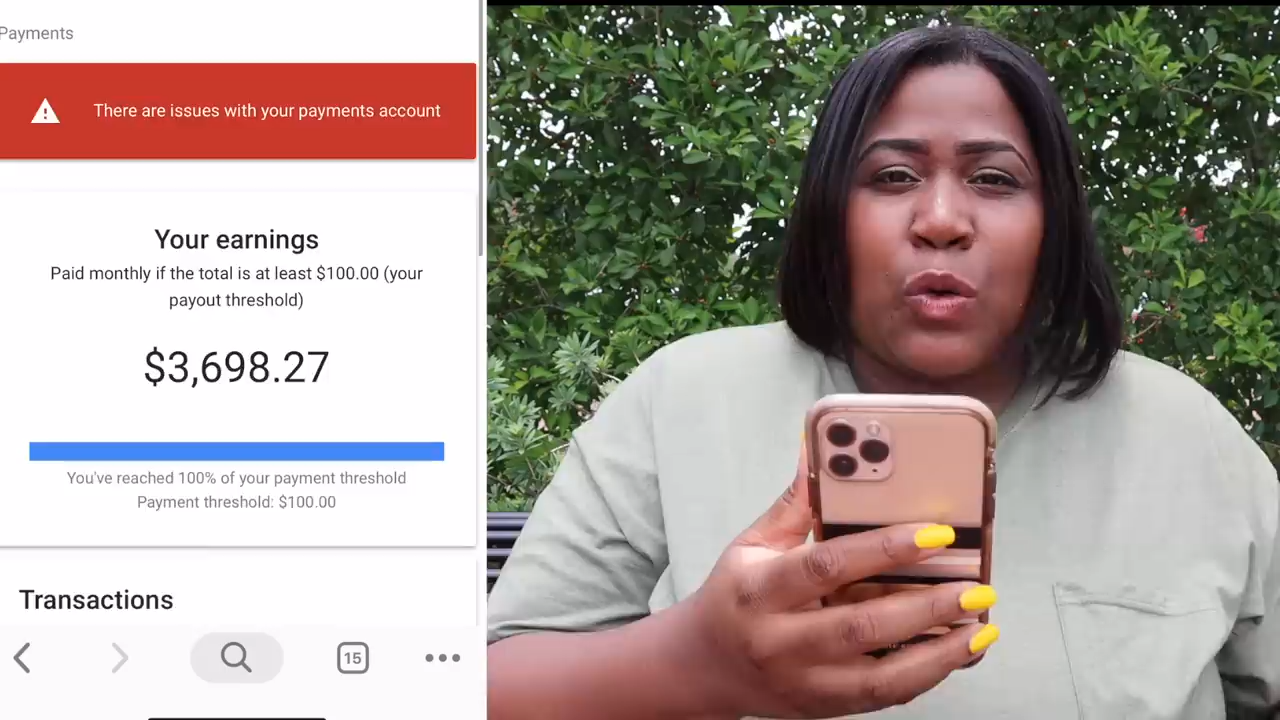 Payments
There are issues with your payments account
Your earnings
Paid monthly if the total is at least $100.00 (your
payout threshold)
$3,698.27
You've reached 100% of your payment threshold
Payment threshold: $100.00
Transactions
15